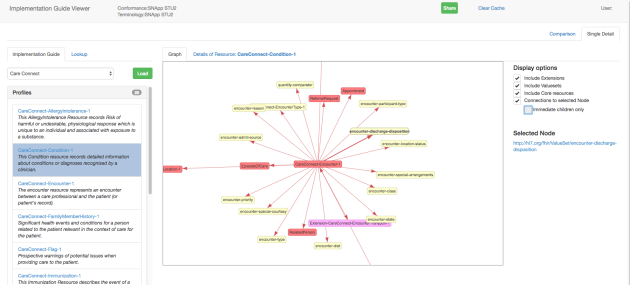 Implementation Guide Viewer
Conformance:SNApp STU2
Terminology:SNApp STU2
Share
Clear Cache
User:
Comparison
Single Detail
Implementation Guide
Lookup
Care Connect
Load
Profiles
CareConnect-AllergyIntolerance-1
This AllergyIntolerance Resource records Risk of
harmful or undesirable, physiological response which is
unique to an individual and associated with exposure to
a substance.
CareConnect-Condition-1
This Condition resource records detailed information
about conditions or diagnoses recognised by a
clinician.
CareConnect-Encounter-1
The encounter resource represents an encounter
between a care professional and the patient (or
patient's record).
CareConnect-FamilyMemberHistory-1
Significant health events and conditions for a person
related to the patient relevant in the context of care for
the patient.
CareConnect-Flag-1
Prospective warnings of potential issues when
providing care to the patient.
CareConnect-Immunization-1
This Immunization Resource describes the event of a
Graph
Details of Resource: CareConnect-Condition-1
quantity-comparator
Appointment
ReferralRequest
encounter-participant-type
encounter-reason
nect-EncounterType-1
encounter-discharge-disposition
encounter-admit-source
encounter-location-status
EpisodeOfCare
CareConnect-Encounter-1
Location-1
encounter-special-arrangements
encounter-class
encounter-priority
encounter-special-courtesy
encounter-state
Extension-CareConnect-Encounter
RelatedPerson
encounter-type
encounter-diet
Display options
Include Extensions
Include Valuesets
Include Core resources
Connections to selected Node
Immediate children only
Selected Node
http://hl7.org/fhir/ValueSet/encounter-discharge-
disposition